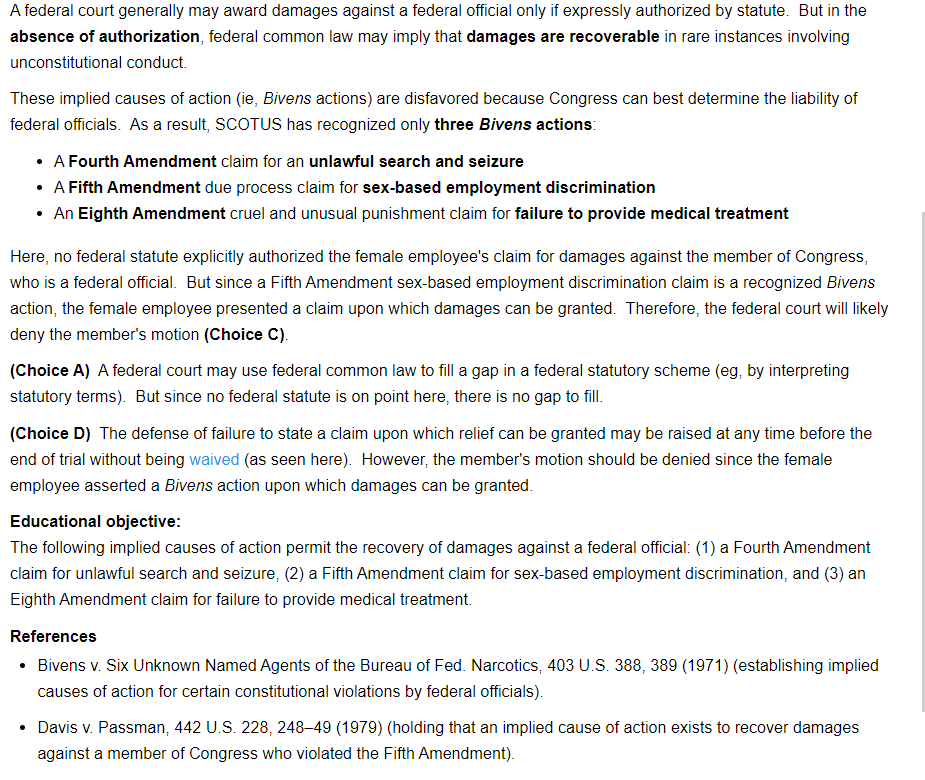 A federal court generally may award damages against a federal official only if expressly authorized by statute.  But in the
absence of authorization, federal common law may imply that damages are recoverable in rare instances involving
unconstitutional conduct.
These implied causes of action (ie, Bivens actions) are disfavored because Congress can best determine the liability of
federal officials.  As a result, SCOTUS has recognized only three Bivens actions:
• A Fourth Amendment claim for an unlawful search and seizure
• A Fifth Amendment due process claim for sex-based employment discrimination
• An Eighth Amendment cruel and unusual punishment claim for failure to provide medical treatment
Here, no federal statute explicitly authorized the female employee's claim for damages against the member of Congress,
who is a federal official.  But since a Fifth Amendment sex-based employment discrimination claim is a recognized Bivens
action, the female employee presented a claim upon which damages can be granted.  Therefore, the federal court will likely
deny the member's motion (Choice C).
(Choice A)  A federal court may use federal common law to fill a gap in a federal statutory scheme (eg, by interpreting
statutory terms).  But since no federal statute is on point here, there is no gap to fill.
(Choice D)  The defense of failure to state a claim upon which relief can be granted may be raised at any time before the
end of trial without being waived (as seen here).  However, the member's motion should be denied since the female
employee asserted a Bivens action upon which damages can be granted.
Educational objective:
The following implied causes of action permit the recovery of damages against a federal official: (1) a Fourth Amendment
claim for unlawful search and seizure, (2) a Fifth Amendment claim for sex-based employment discrimination, and (3) an
Eighth Amendment claim for failure to provide medical treatment.
References
• Bivens v. Six Unknown Named Agents of the Bureau of Fed. Narcotics, 403 U.S. 388, 389 (1971) (establishing implied
causes of action for certain constitutional violations by federal officials).
• Davis v. Passman, 442 U.S. 228, 248–49 (1979) (holding that an implied cause of action exists to recover damages
against a member of Congress who violated the Fifth Amendment).